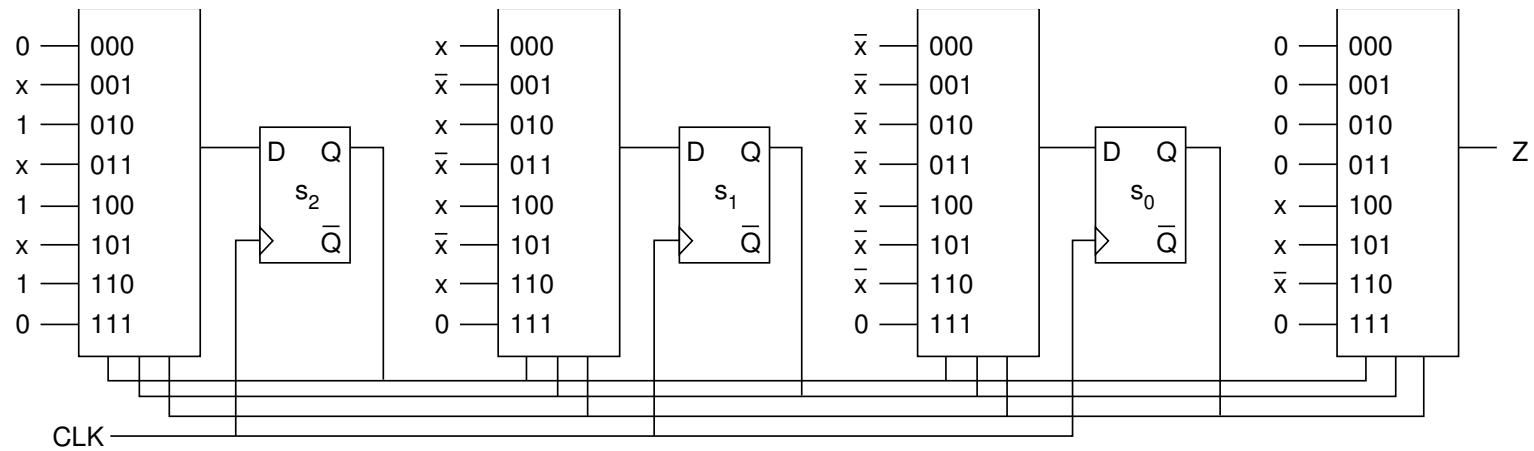 0 000 x 000 x̅ 000 0 000
x 001 x̅ 001 x̅ 001 0 001
1 010 x 010 x̅ 010 0 010
D Q D Q D Q Z
x 011 x̅ 011 x̅ 011 0 011
s₂ s₁ s₀
1 100 x 100 x̅ 100 x 100
x 101 Q̅ x̅ 101 Q̅ x̅ 101 Q̅ x 101
1 110 x 110 x̅ 110 x̅ 110
0 111 0 111 0 111 0 111
CLK